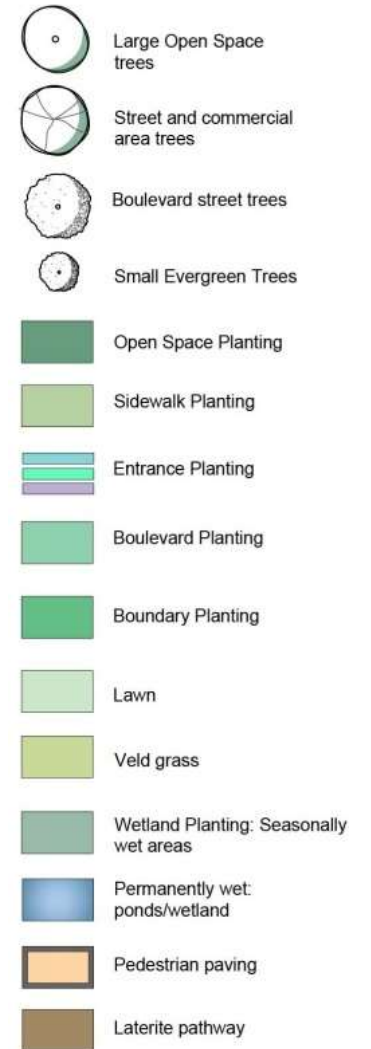 Large Open Space
trees
Street and commercial
area trees
Boulevard street trees
Small Evergreen Trees
Open Space Planting
Sidewalk Planting
Entrance Planting
Boulevard Planting
Boundary Planting
Lawn
Veld grass
Wetland Planting: Seasonally
wet areas
Permanently wet:
ponds/wetland
Pedestrian paving
Laterite pathway